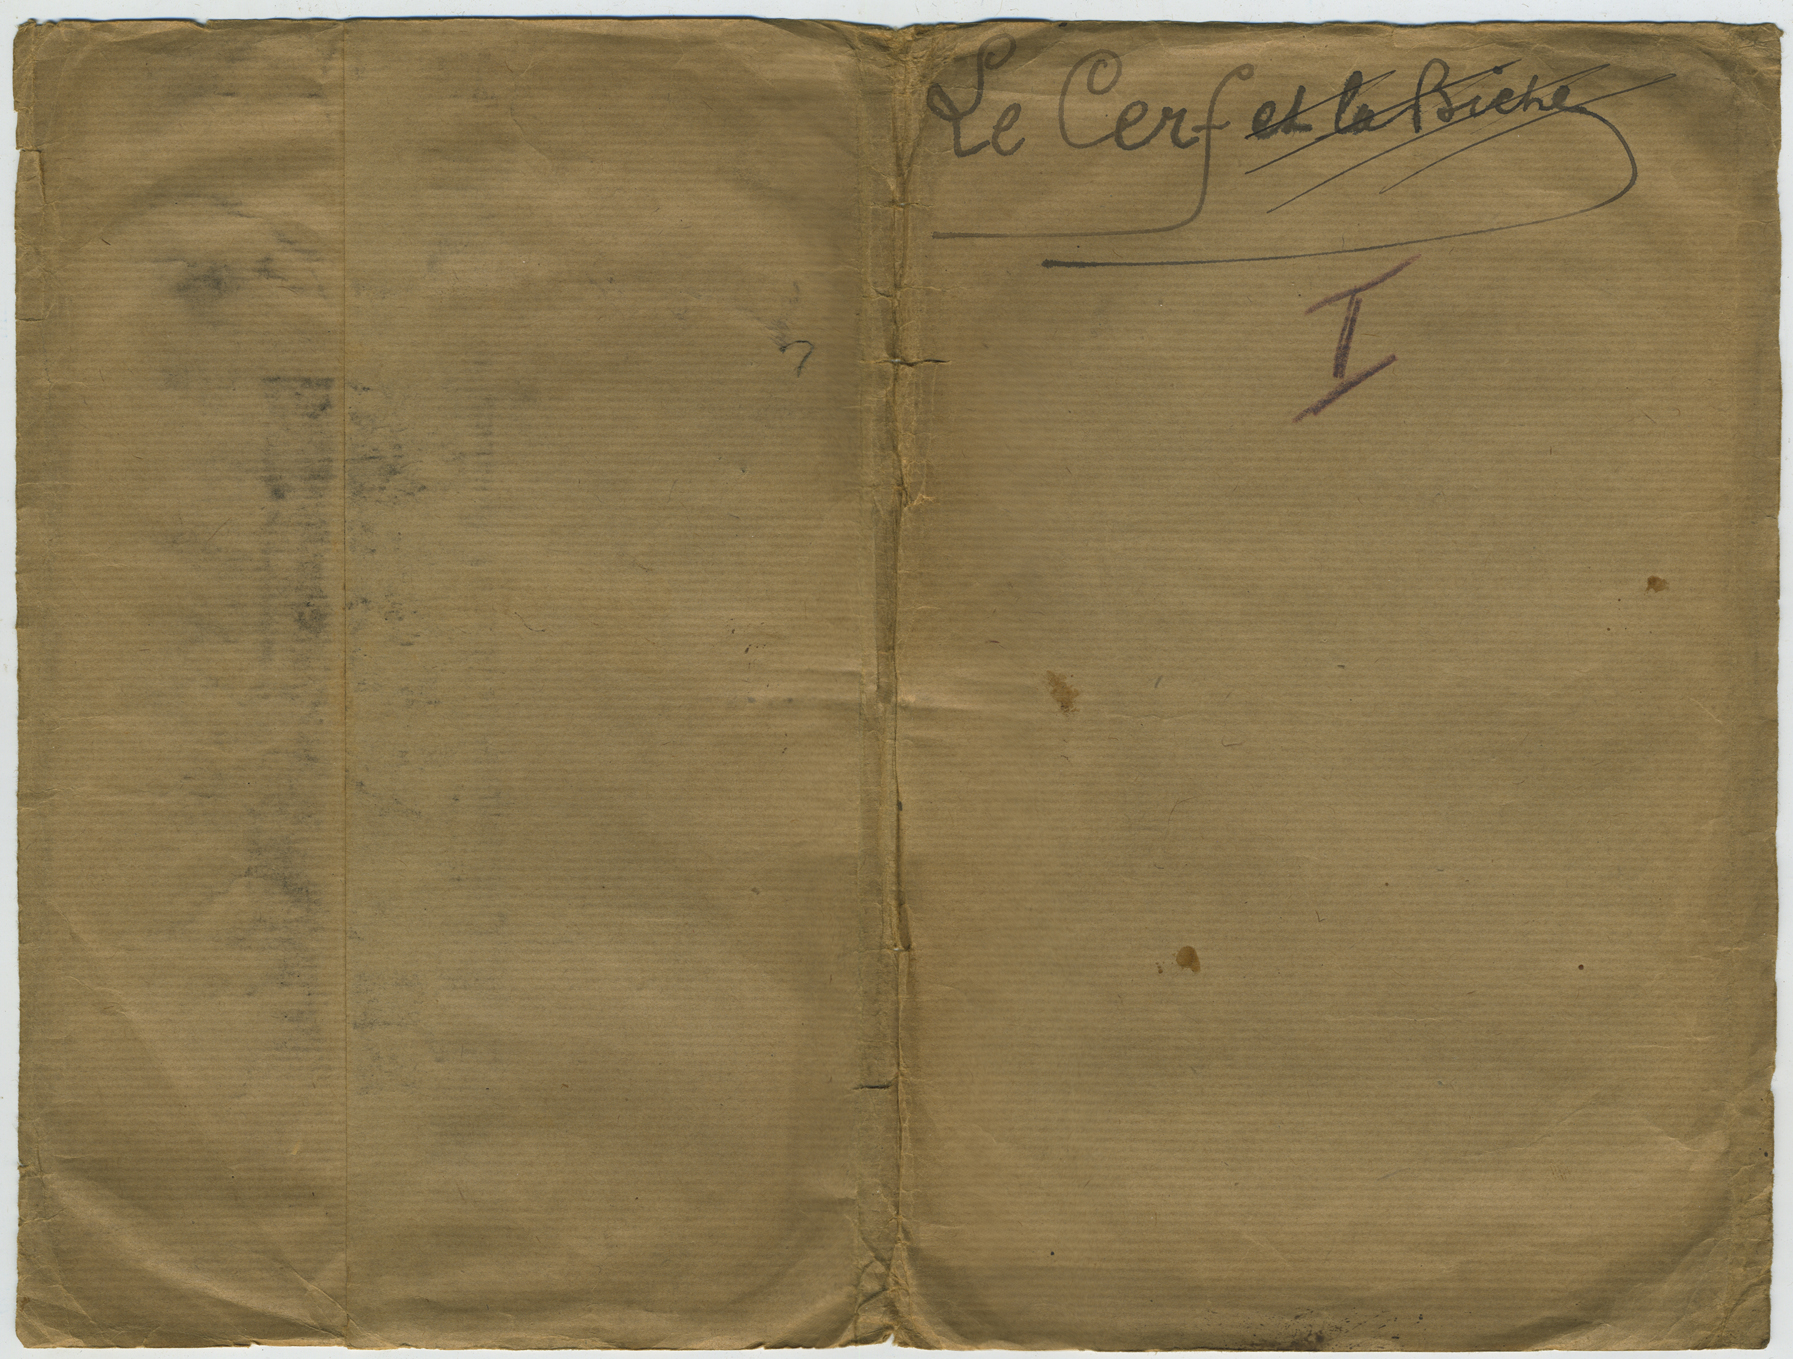 Le Cerf et la Biche
I